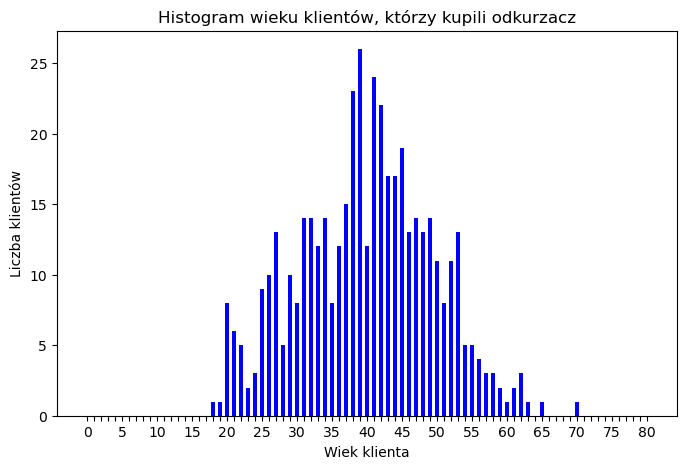 Histogram wieku klientów, którzy kupili odkurzacz
Liczba klientów
25
20
15
10
5
0
0 5 10 15 20 25 30 35 40 45 50 55 60 65 70 75 80
Wiek klienta